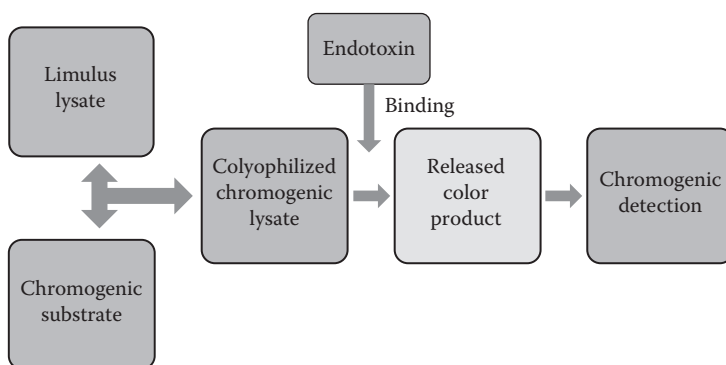 Limulus
lysate
Chromogenic
substrate
Colyophilized
chromogenic
lysate
Endotoxin
Binding
Released
color
product
Chromogenic
detection